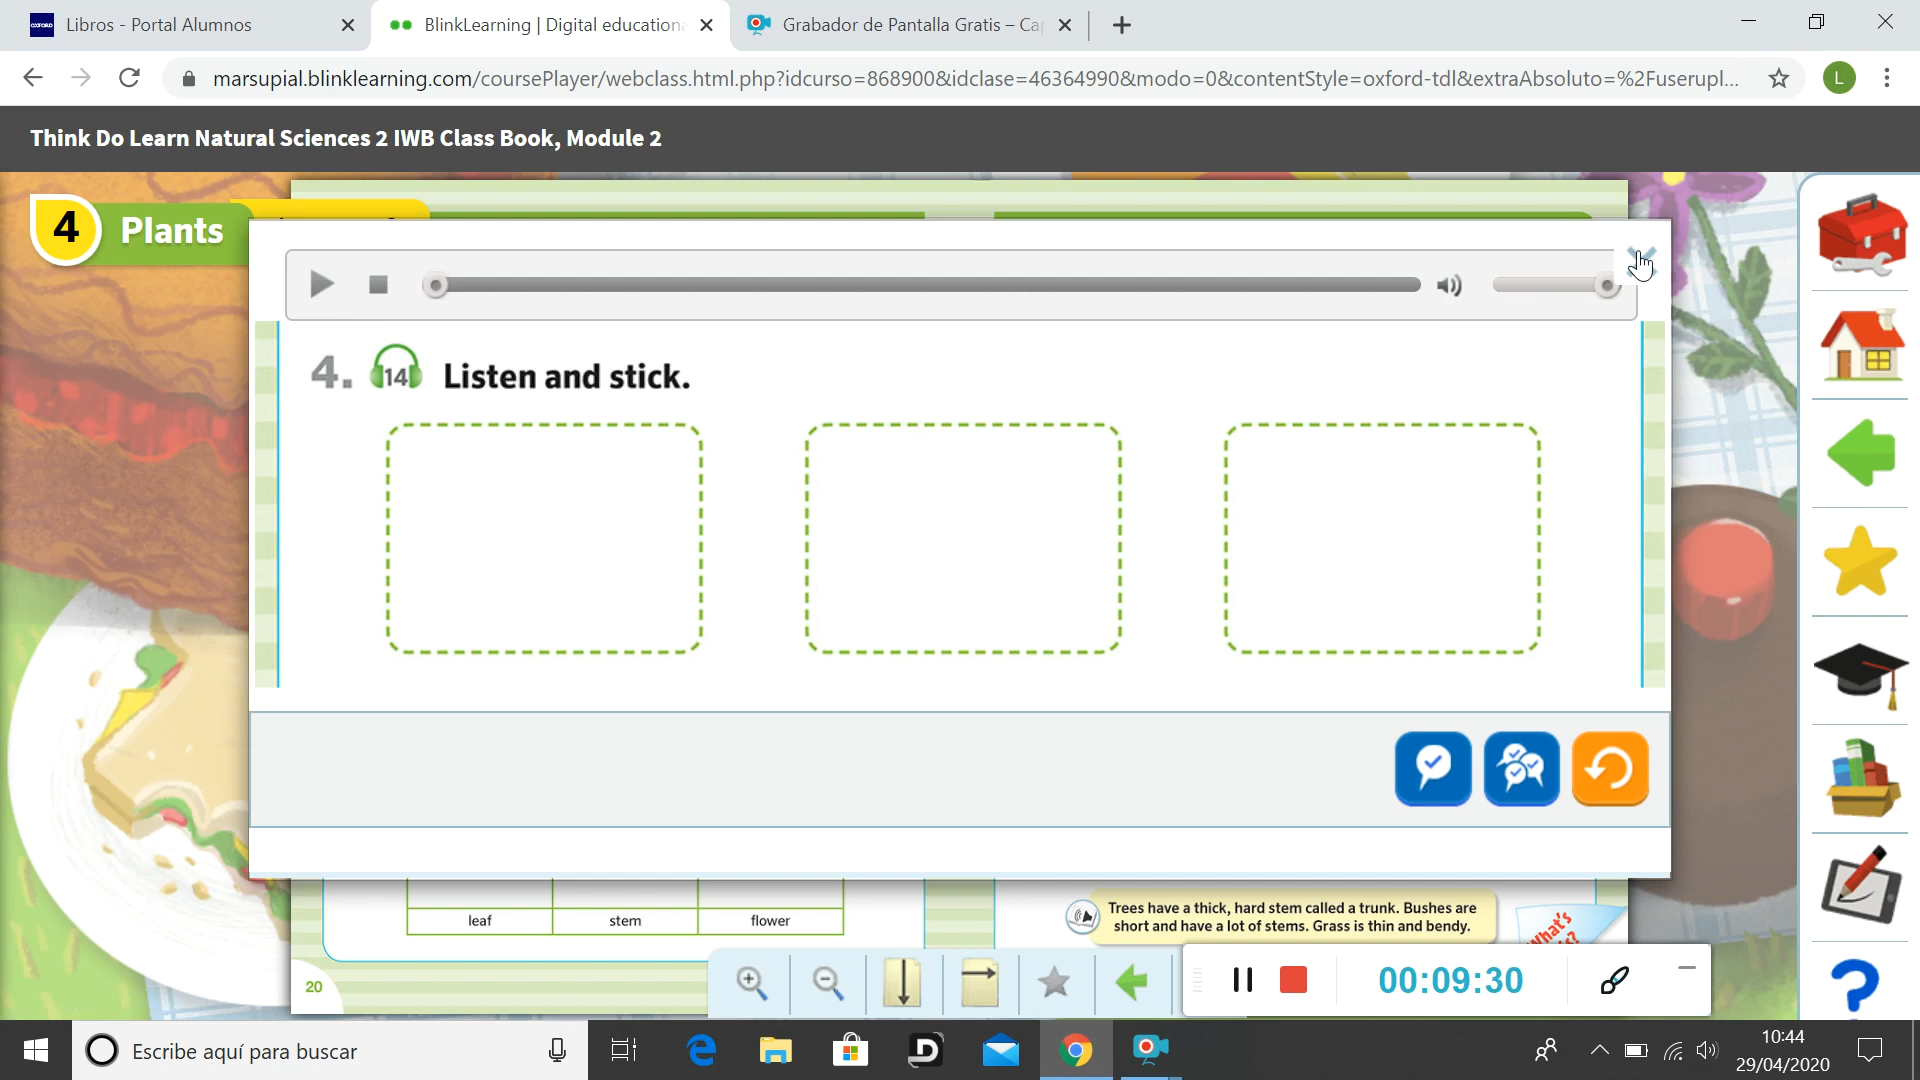 Libros - Portal Alumnos
BlinkLearning | Digital educationa
Grabador de Pantalla Gratis – Ca
marsupial.blinklearning.com/coursePlayer/webclass.html.php?idcurso=868900&idclase=46364990&modo=0&contentStyle=oxford-tdl&extraAbsoluto=%2Fuserupl...
L
Think Do Learn Natural Sciences 2 IWB Class Book, Module 2
4 Plants
4. 14 Listen and stick.
leaf stem flower
Trees have a thick, hard stem called a trunk. Bushes are
short and have a lot of stems. Grass is thin and bendy.
What's
20
00:09:30
Escribe aquí para buscar
10:44
29/04/2020